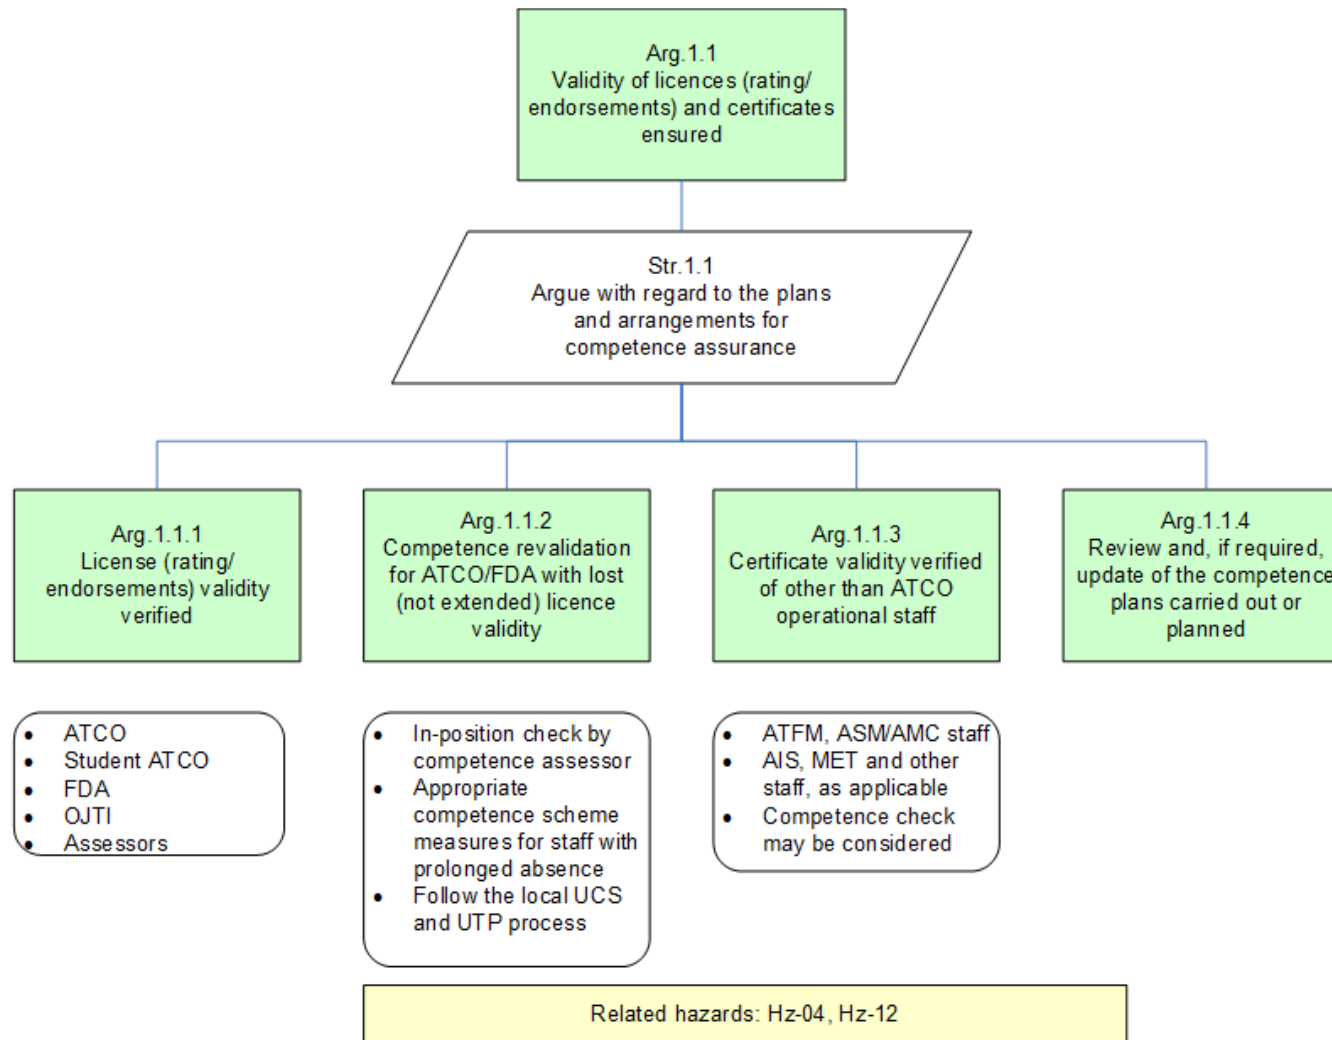 Arg.1.1
Validity of licences (rating/
endorsements) and certificates
ensured
Str.1.1
Argue with regard to the plans
and arrangements for
competence assurance
Arg.1.1.1
License (rating/
endorsements) validity
verified
Arg.1.1.2
Competence revalidation
for ATCO/FDA with lost
(not extended) licence
validity
Arg.1.1.3
Certificate validity verified
of other than ATCO
operational staff
Arg.1.1.4
Review and, if required,
update of the competence
plans carried out or
planned
• ATCO
• Student ATCO
• FDA
• OJTI
• Assessors
• In-position check by
competence assessor
• Appropriate
competence scheme
measures for staff with
prolonged absence
• Follow the local UCS
and UTP process
• ATFM, ASM/AMC staff
• AIS, MET and other
staff, as applicable
• Competence check
may be considered
Related hazards: Hz-04, Hz-12